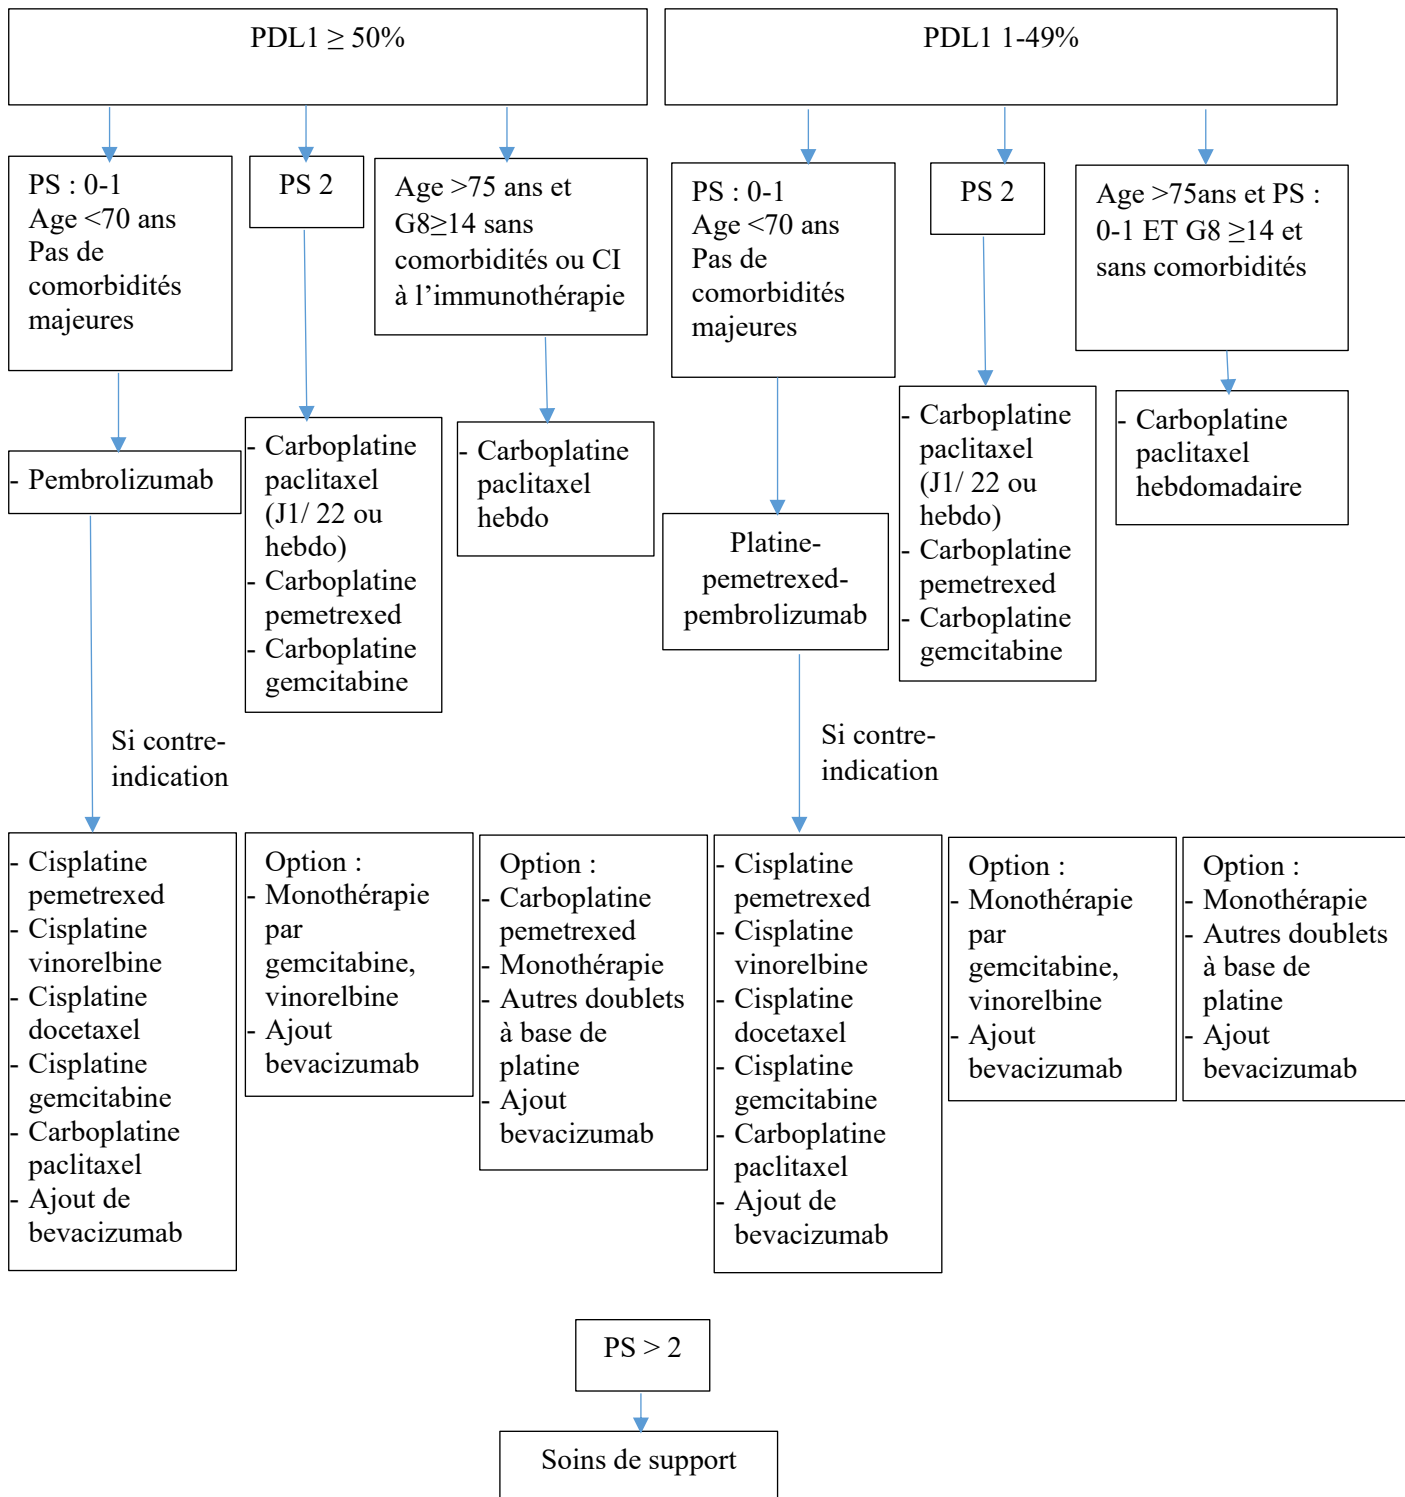 PDL1 ≥ 50%
PDL1 1-49%
PS : 0-1
Age <70 ans
Pas de
comorbidités
majeures
PS 2
Age >75 ans et
G8≥14 sans
comorbidités ou CI
à l’immunothérapie
PS : 0-1
Age <70 ans
Pas de
comorbidités
majeures
PS 2
Age >75ans et PS :
0-1 ET G8 ≥14 et
sans comorbidités
- Pembrolizumab
- Carboplatine
paclitaxel
(J1/ 22 ou
hebdo)
- Carboplatine
pemetrexed
- Carboplatine
gemcitabine
- Carboplatine
paclitaxel
hebdo
Platine-
pemetrexed-
pembrolizumab
- Carboplatine
paclitaxel
(J1/ 22 ou
hebdo)
- Carboplatine
pemetrexed
- Carboplatine
gemcitabine
- Carboplatine
paclitaxel
hebdomadaire
Si contre-
indication
Si contre-
indication
- Cisplatine
pemetrexed
- Cisplatine
vinorelbine
- Cisplatine
docetaxel
- Cisplatine
gemcitabine
- Carboplatine
paclitaxel
- Ajout de
bevacizumab
Option :
- Monothérapie
par
gemcitabine,
vinorelbine
- Ajout
bevacizumab
Option :
- Carboplatine
pemetrexed
- Monothérapie
- Autres doublets
à base de
platine
- Ajout
bevacizumab
- Cisplatine
pemetrexed
- Cisplatine
vinorelbine
- Cisplatine
docetaxel
- Cisplatine
gemcitabine
- Carboplatine
paclitaxel
- Ajout de
bevacizumab
Option :
- Monothérapie
par
gemcitabine,
vinorelbine
- Ajout
bevacizumab
Option :
- Monothérapie
- Autres doublets
à base de
platine
- Ajout
bevacizumab
PS > 2
Soins de support